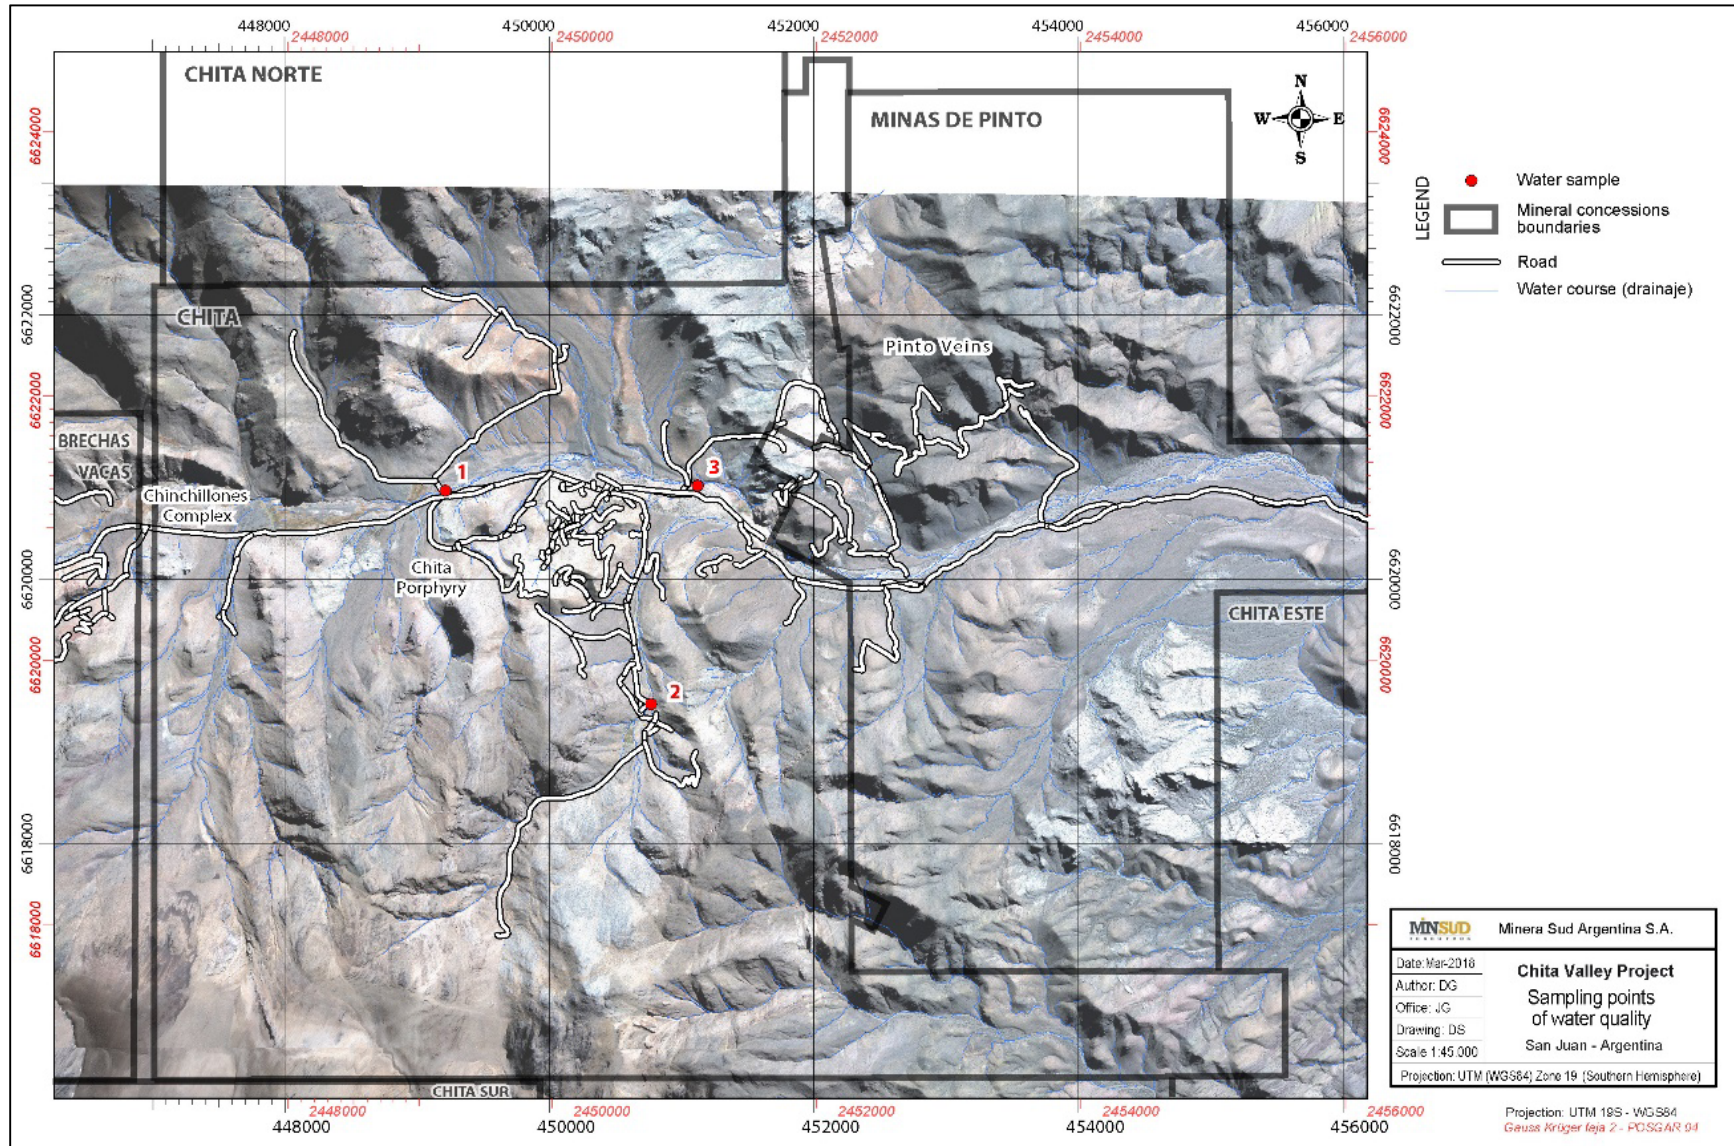 448000
450000
452000
454000
456000
2448000
2450000
2452000
2454000
2456000
CHITA NORTE
MINAS DE PINTO
N
W
E
S
6624000
6624000
LEGEND
Water sample
Mineral concessions
boundaries
Road
Water course (drainaje)
6622000
6622000
CHITA
Pinto Veins
6622000
6622000
BRECHAS
VACAS
Chinchillones
Complex
1
3
Chita
Porphyry
6620000
6620000
CHITA ESTE
6620000
6620000
2
6618000
6618000
6618000
MINSUD
Minera Sud Argentina S.A.
Date: Mar-2018
Author: DG
Office: JG
Drawing: DS
Scale 1:45.000
Chita Valley Project
Sampling points
of water quality
San Juan - Argentina
Projection: UTM (WGS84) Zone 19 (Southern Hemisphere)
CHITA SUR
2448000
2450000
2452000
2454000
2456000
448000
450000
452000
454000
456000
Projection: UTM 19S - WGS84
Gauss Krüger faja 2 - POSGAR 94